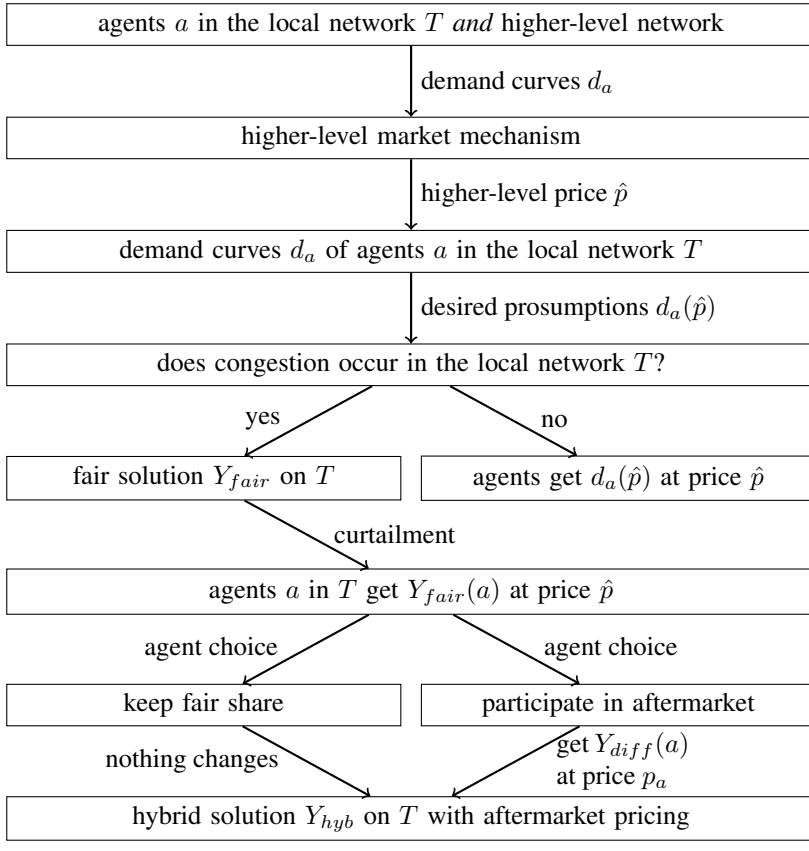 agents a in the local network T and higher-level network
demand curves d_a
higher-level market mechanism
higher-level price p̂
demand curves d_a of agents a in the local network T
desired prosumptions d_a(p̂)
does congestion occur in the local network T?
yes
no
fair solution Y_fair on T
agents get d_a(p̂) at price p̂
curtailment
agents a in T get Y_fair(a) at price p̂
agent choice
agent choice
keep fair share
participate in aftermarket
nothing changes
get Y_diff(a)
at price p_a
hybrid solution Y_hyb on T with aftermarket pricing